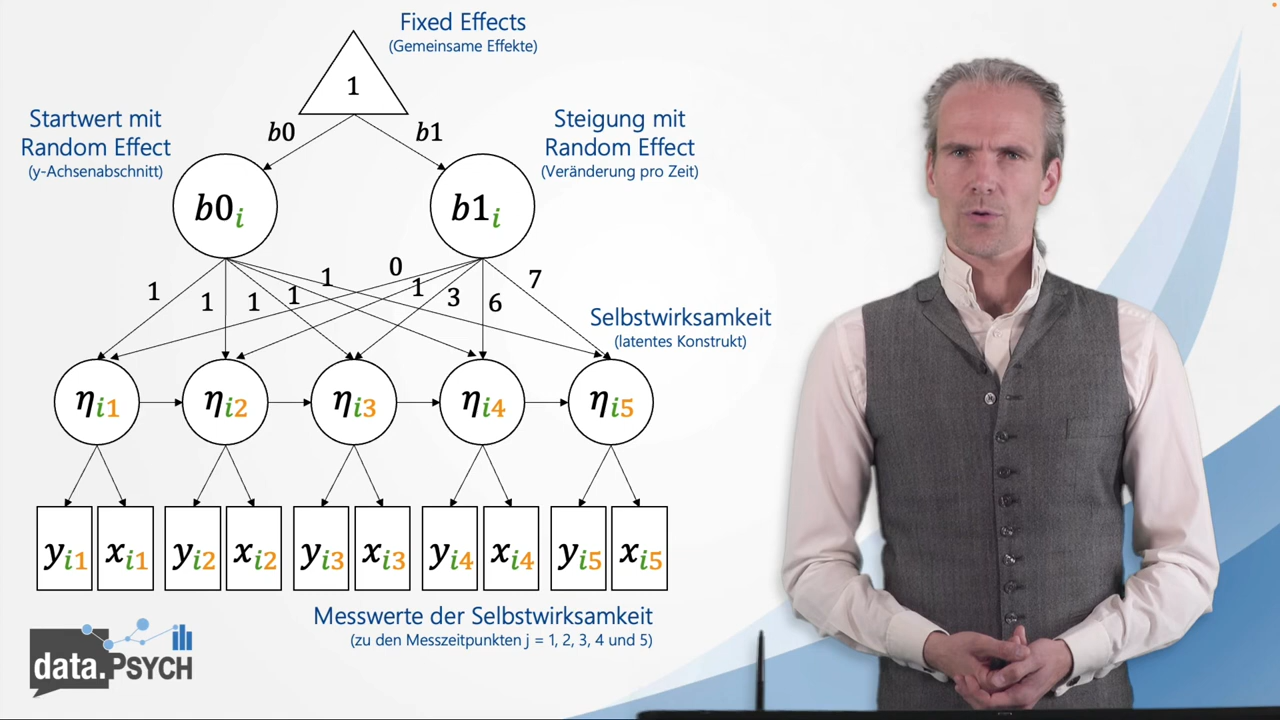 Fixed Effects
(Gemeinsame Effekte)
1
Startwert mit
Random Effect
(y-Achsenabschnitt)
b0
b1
Steigung mit
Random Effect
(Veränderung pro Zeit)
b0i
b1i
1 1 1 1 1 0 1 3 6 7
Selbstwirksamkeit
(latentes Konstrukt)
ηi1 ηi2 ηi3 ηi4 ηi5
yi1 xi1 yi2 xi2 yi3 xi3 yi4 xi4 yi5 xi5
Messwerte der Selbstwirksamkeit
(zu den Messzeitpunkten j = 1, 2, 3, 4 und 5)
data.PSYCH